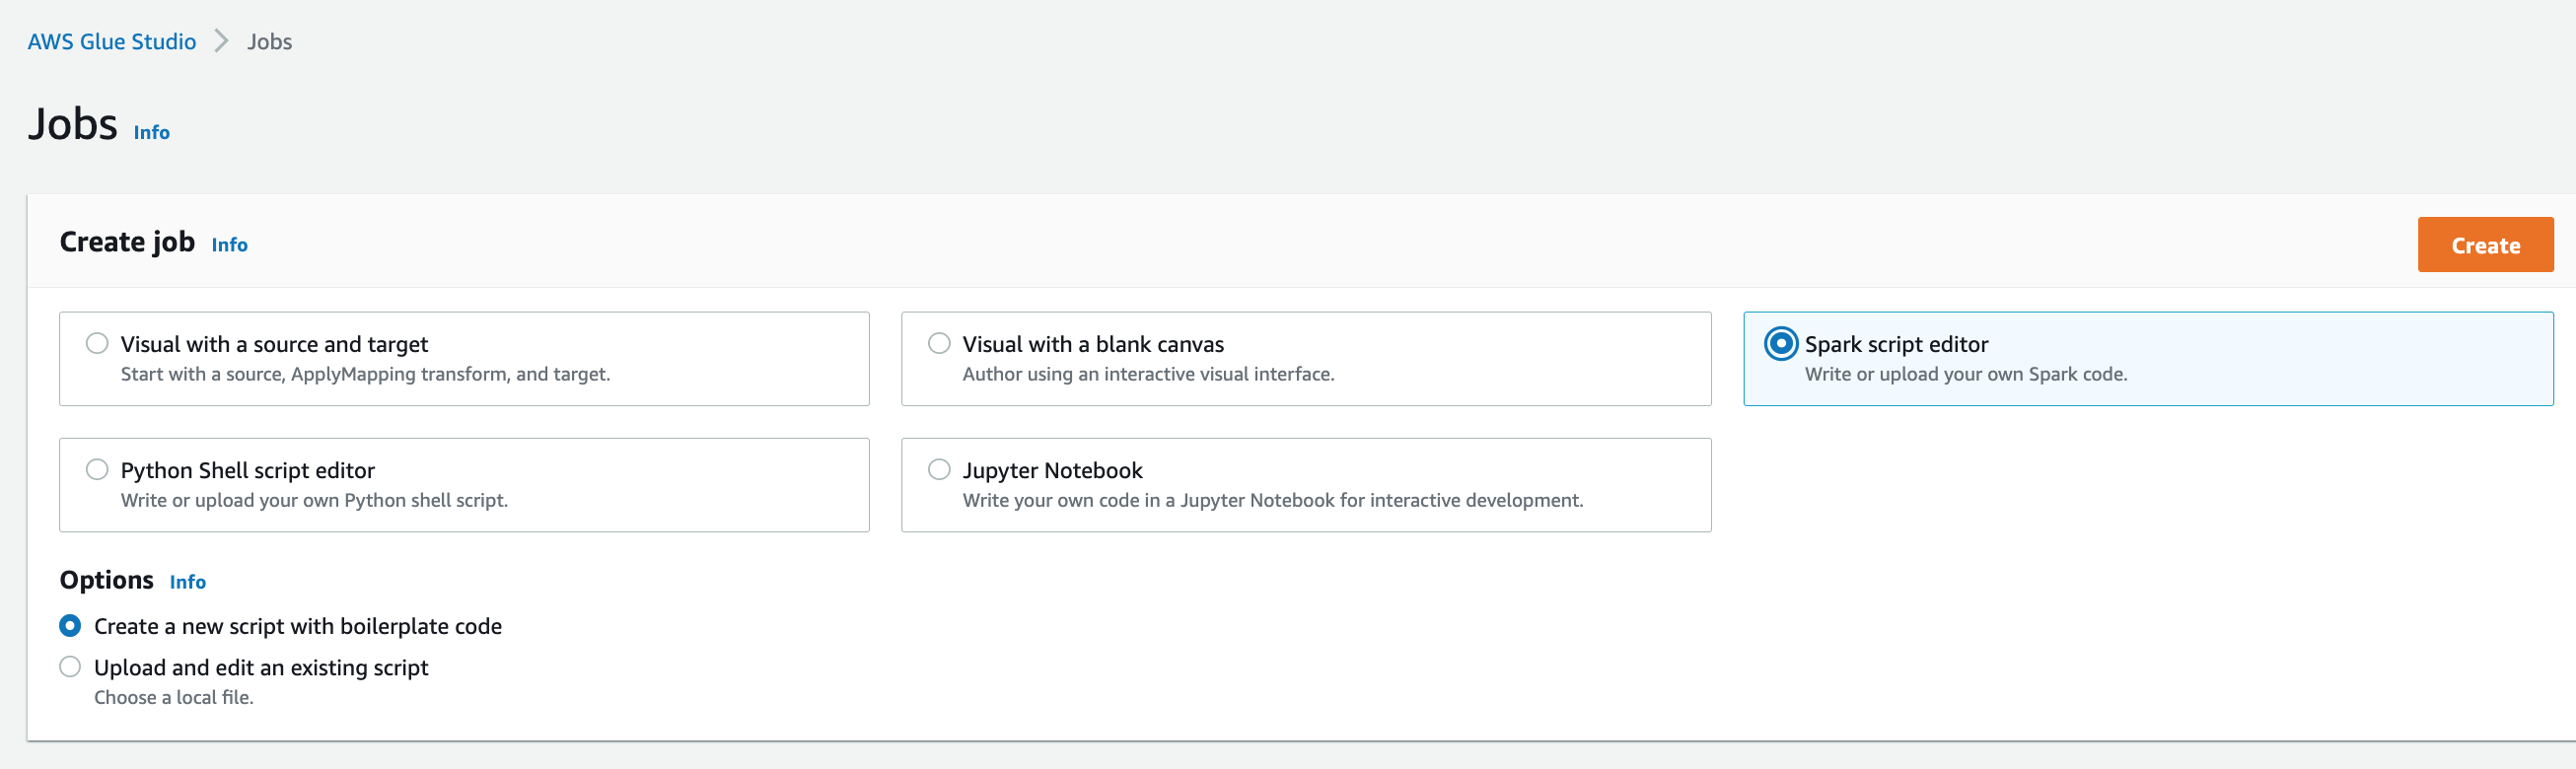 AWS Glue Studio Jobs
Jobs Info
Create job Info
Create
Visual with a source and target
Start with a source, ApplyMapping transform, and target.
Visual with a blank canvas
Author using an interactive visual interface.
Spark script editor
Write or upload your own Spark code.
Python Shell script editor
Write or upload your own Python shell script.
Jupyter Notebook
Write your own code in a Jupyter Notebook for interactive development.
Options Info
Create a new script with boilerplate code
Upload and edit an existing script
Choose a local file.